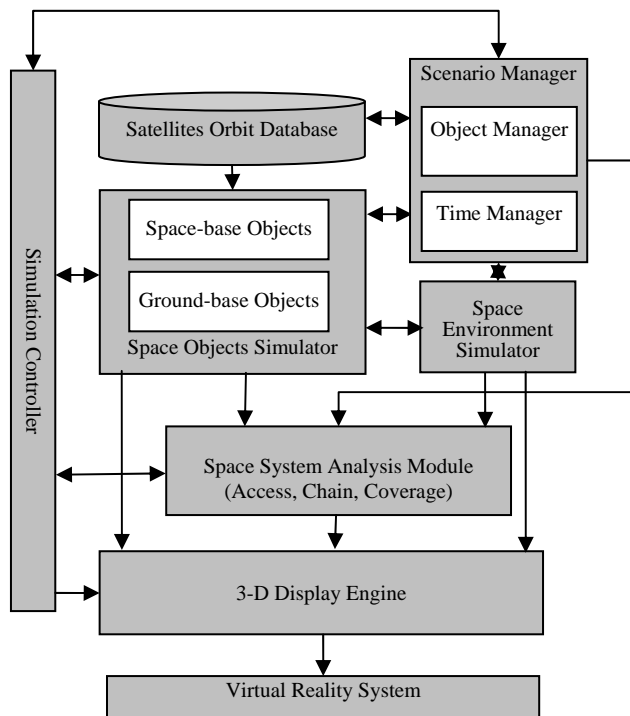 Scenario Manager
Object Manager
Time Manager
Satellites Orbit Database
Space-base Objects
Ground-base Objects
Space Objects Simulator
Simulation Controller
Space
Environment
Simulator
Space System Analysis Module
(Access, Chain, Coverage)
3-D Display Engine
Virtual Reality System